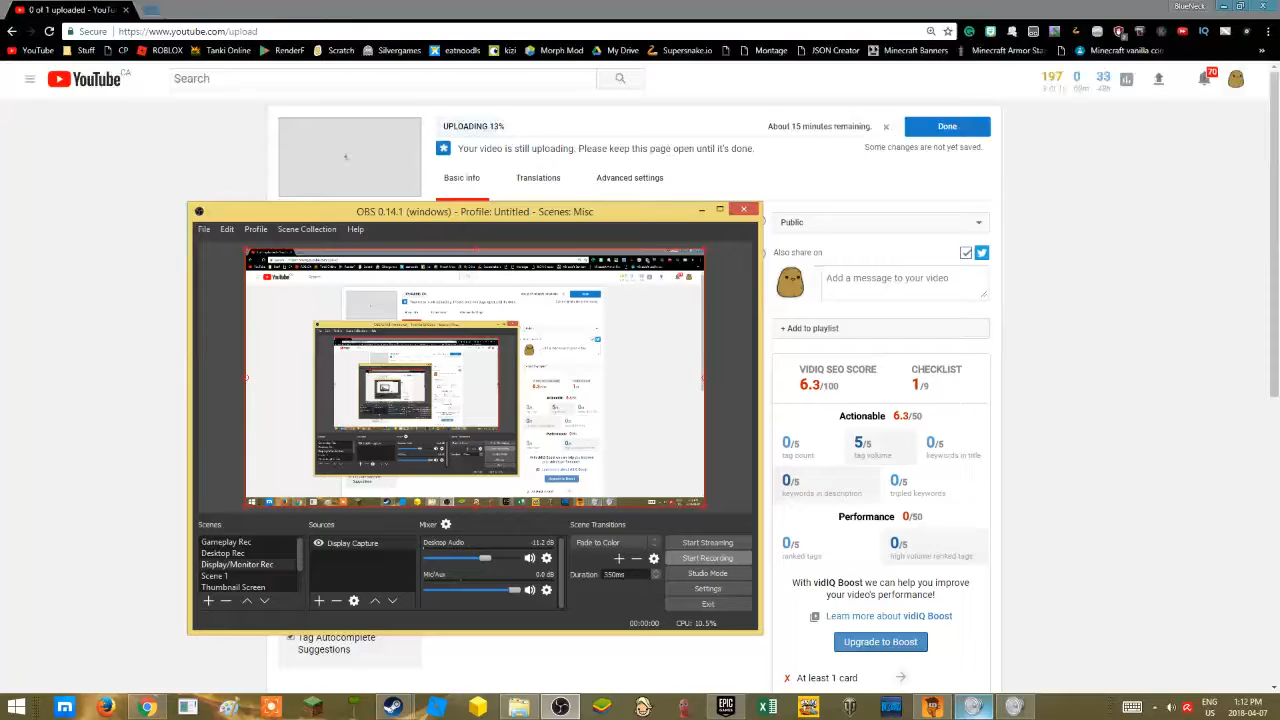 0 of 1 uploaded - YouTub
BlueNeck
Secure
https://www.youtube.com/upload
YouTube
Stuff
CP
ROBLOX
Tanki Online
RenderF
Scratch
Silvergames
eatnoodls
kizi
Morph Mod
My Drive
Supersnake.io
Montage
JSON Creator
Minecraft Banners
Minecraft Armor Stan
Minecraft vanilla com
YouTube CA
Search
197
0
33
60m
48h
70
UPLOADING 13%
About 15 minutes remaining.
Done
Your video is still uploading. Please keep this page open until it's done.
Some changes are not yet saved.
Basic info
Translations
Advanced settings
OBS 0.14.1 (windows) - Profile: Untitled - Scenes: Misc
File
Edit
Profile
Scene Collection
Help
Public
Also share on
Add a message to your video
+ Add to playlist
VIDIQ SEO SCORE
6.3/100
CHECKLIST
1/9
Actionable 6.3/50
0/5
tag count
5/5
tag volume
0/5
keywords in title
0/5
keywords in description
0/5
tripled keywords
Performance 0/50
0/5
ranked tags
0/5
high volume ranked tags
With vidIQ Boost we can help you improve
your video's performance!
Learn more about vidIQ Boost
Upgrade to Boost
At least 1 card
Scenes
Gameplay Rec
Desktop Rec
Display/Monitor Rec
Scene 1
Thumbnail Screen
Sources
Display Capture
Mixer
Desktop Audio
-11.2 dB
Mic/Aux
0.0 dB
Scene Transitions
Fade to Color
Duration
350ms
Start Streaming
Start Recording
Studio Mode
Settings
Exit
00:00:00
CPU: 10.5%
Tag Autocomplete
Suggestions
ENG
US
1:12 PM
2018-04-07